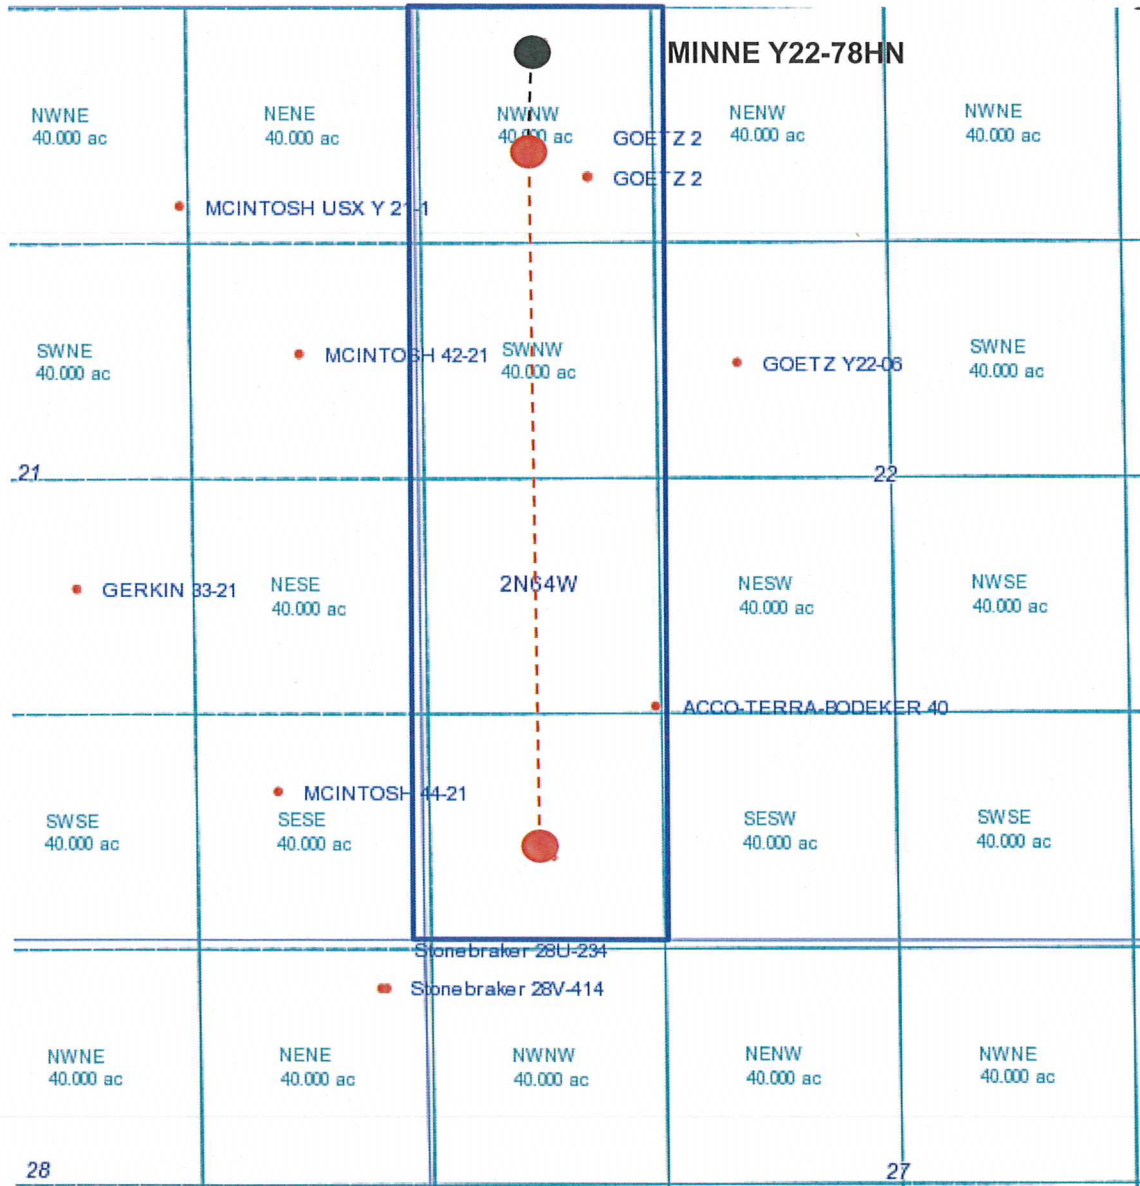 MINNE Y22-78HN
NWNE
40.000 ac
NENE
40.000 ac
NWNW
40.000 ac
GOETZ 2
GOETZ 2
NENW
40.000 ac
NWNE
40.000 ac
MCINTOSH USX Y 21-1
SWNE
40.000 ac
MCINTOSH 42-21
SWNW
40.000 ac
GOETZ Y22-06
SWNE
40.000 ac
21
22
GERKIN 33-21
NESE
40.000 ac
2N64W
NESW
40.000 ac
NWSE
40.000 ac
ACCO-TERRA-BODEKER 40
MCINTOSH 44-21
SWSE
40.000 ac
SESE
40.000 ac
SESW
40.000 ac
SWSE
40.000 ac
Stonebraker 28U-234
Stonebraker 28V-414
NWNE
40.000 ac
NENE
40.000 ac
NWNW
40.000 ac
NENW
40.000 ac
NWNE
40.000 ac
28
27